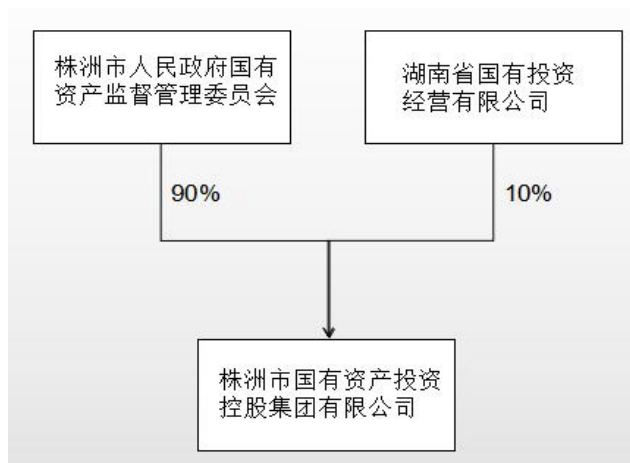 株洲市人民政府国有
资产监督管理委员会
湖南省国有投资
经营有限公司
90%
10%
株洲市国有资产投资
控股集团有限公司